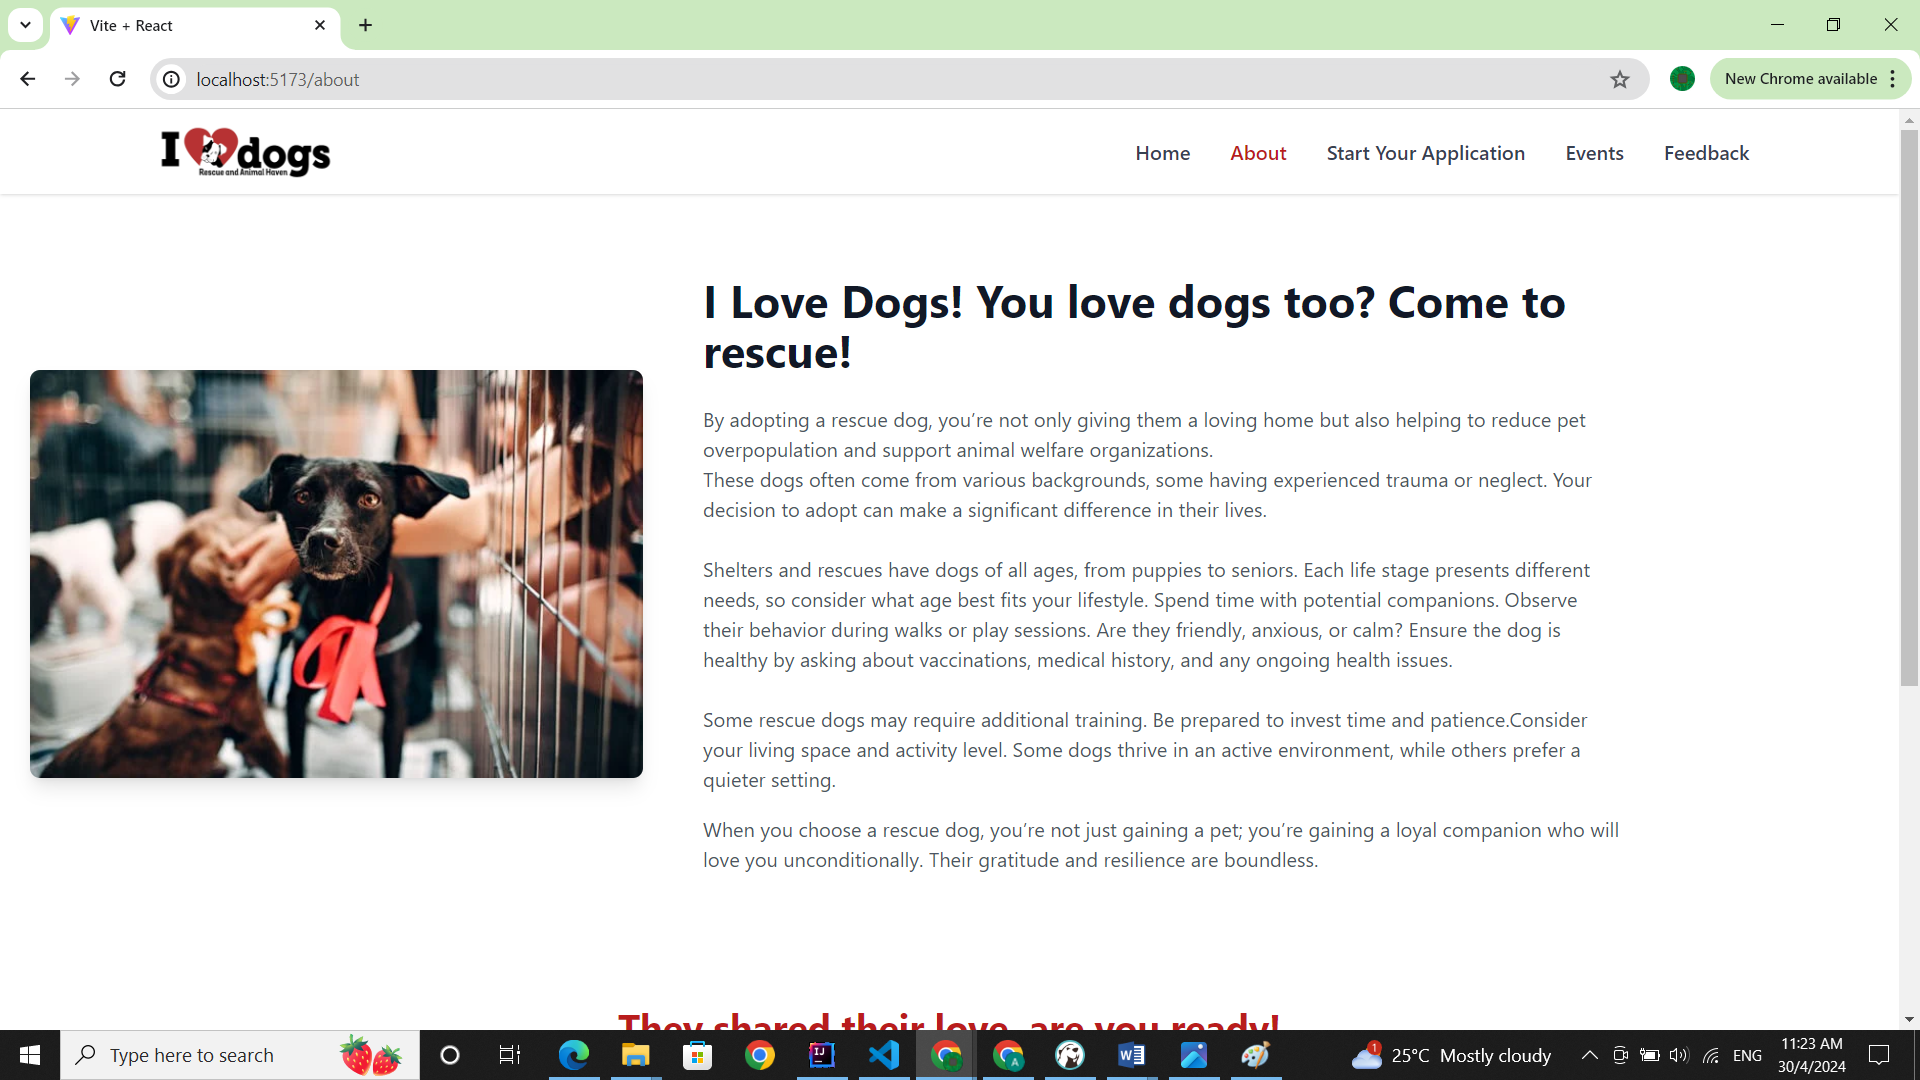 Vite + React
localhost:5173/about
New Chrome available
I dogs
Rescue and Animal Haven
Home About Start Your Application Events Feedback
I Love Dogs! You love dogs too? Come to
rescue!
By adopting a rescue dog, you’re not only giving them a loving home but also helping to reduce pet
overpopulation and support animal welfare organizations.
These dogs often come from various backgrounds, some having experienced trauma or neglect. Your
decision to adopt can make a significant difference in their lives.
Shelters and rescues have dogs of all ages, from puppies to seniors. Each life stage presents different
needs, so consider what age best fits your lifestyle. Spend time with potential companions. Observe
their behavior during walks or play sessions. Are they friendly, anxious, or calm? Ensure the dog is
healthy by asking about vaccinations, medical history, and any ongoing health issues.
Some rescue dogs may require additional training. Be prepared to invest time and patience.Consider
your living space and activity level. Some dogs thrive in an active environment, while others prefer a
quieter setting.
When you choose a rescue dog, you’re not just gaining a pet; you’re gaining a loyal companion who will
love you unconditionally. Their gratitude and resilience are boundless.
They shared their love, are you ready!
Type here to search
IJ
A
W
1
25°C Mostly cloudy
ENG
11:23 AM
30/4/2024